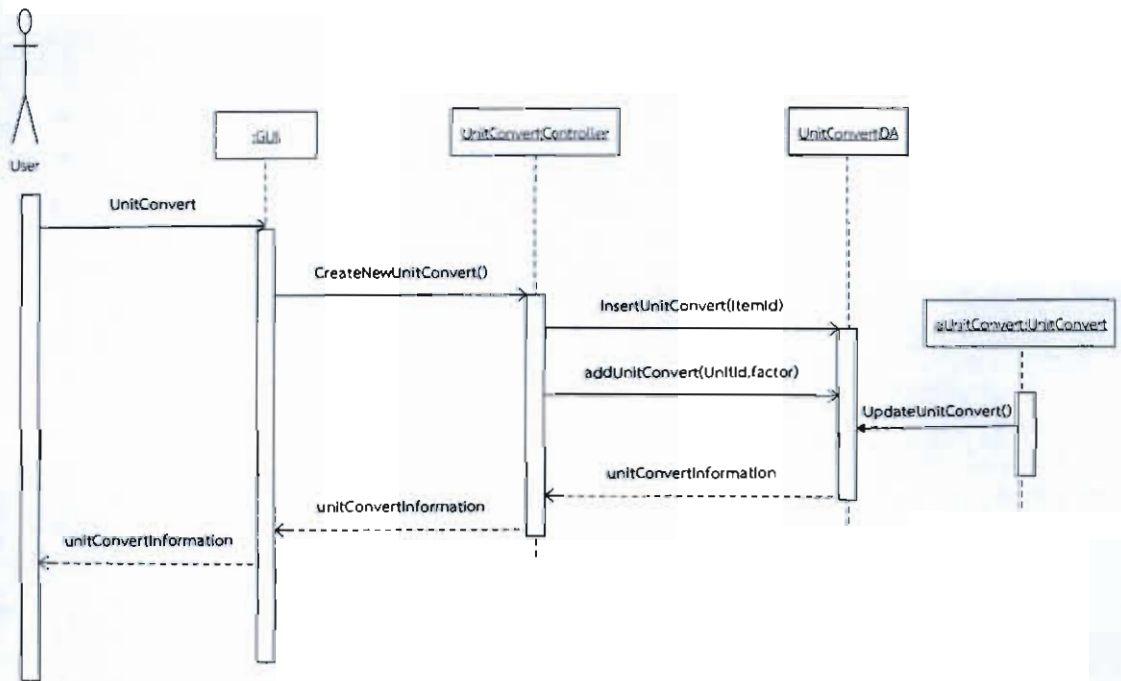 User
:GUI
UnitConvertController
UnitConvertDA
UnitConvert
CreateNewUnitConvert()
InsertUnitConvert(ItemId)
aUnitConvert:UnitConvert
addUnitConvert(UnitId,factor)
UpdateUnitConvert()
unitConvertInformation
unitConvertInformation
unitConvertInformation